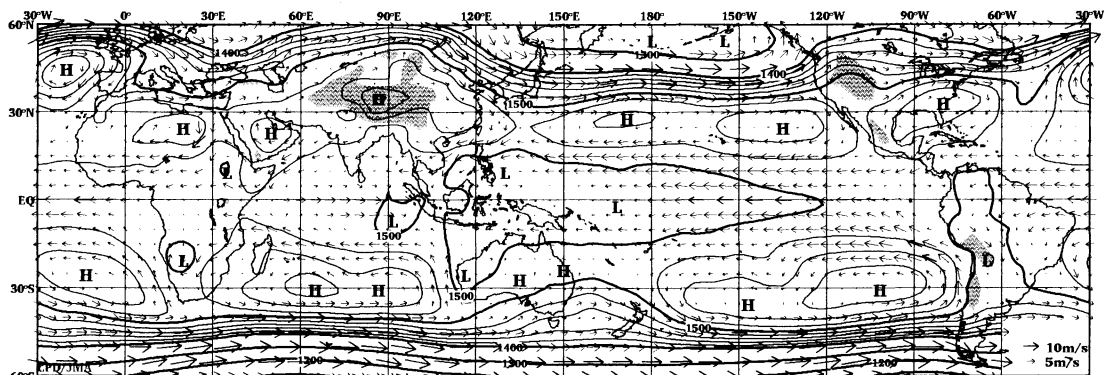 30°W 0° 30°E 60°E 90°E 120°E 150°E 180° 150°W 120°W 90°W 60°W 30°W
60°N
L L
1400 1300
H 1400
H 1500
30°N H
H H H H
L L
EQ L
L
1500
L L L
H H H H H H H H
30°S 1500
1500
1400
1200 1300 1200
10m/s
5m/s
CPD/JMA
60°S